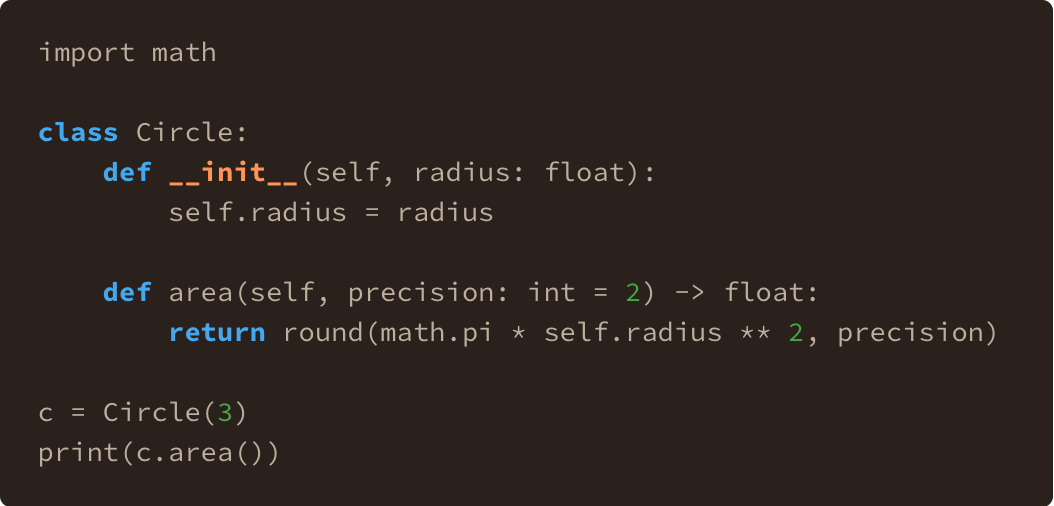 import math

class Circle:
    def __init__(self, radius: float):
        self.radius = radius

    def area(self, precision: int = 2) -> float:
        return round(math.pi * self.radius ** 2, precision)

c = Circle(3)
print(c.area())